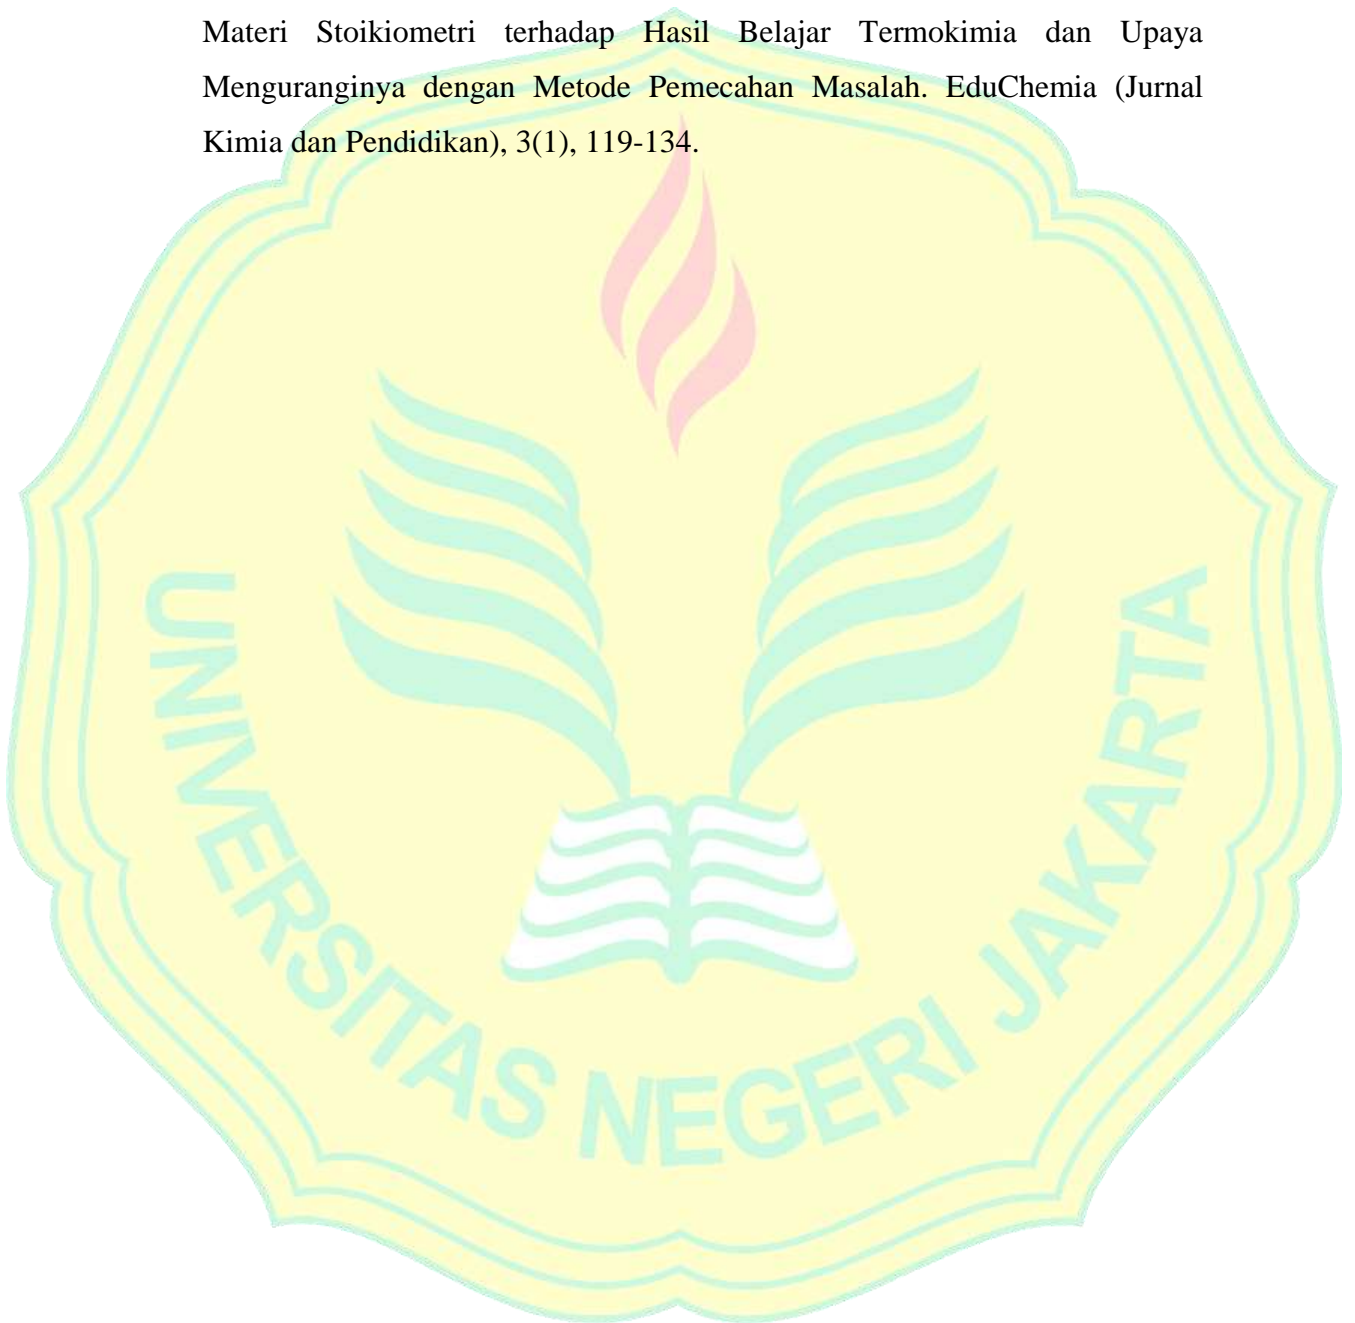 Materi Stoikiometri terhadap Hasil Belajar Termokimia dan Upaya
Menguranginya dengan Metode Pemecahan Masalah. EduChemia (Jurnal
Kimia dan Pendidikan), 3(1), 119-134.
UNIVERSITAS NEGERI JAKARTA